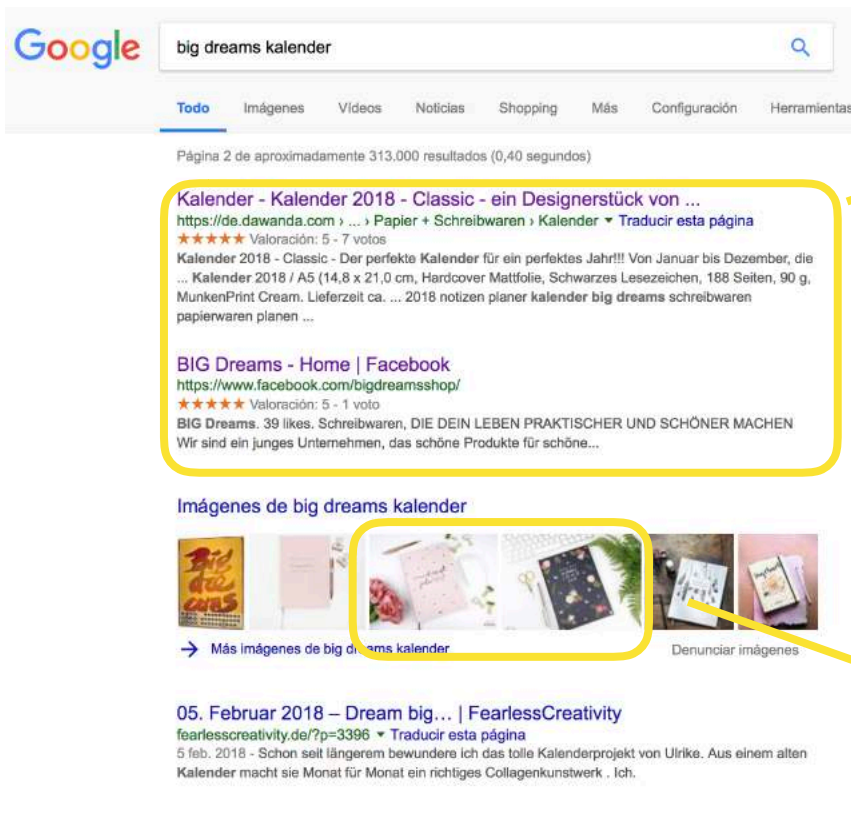 Google
big dreams kalender
Todo Imágenes Vídeos Noticias Shopping Más Configuración Herramientas
Página 2 de aproximadamente 313.000 resultados (0,40 segundos)
Kalender - Kalender 2018 - Classic - ein Designerstück von ...
https://de.dawanda.com › ... › Papier + Schreibwaren › Kalender ▼ Traducir esta página
★★★★★ Valoración: 5 - 7 votos
Kalender 2018 - Classic - Der perfekte Kalender für ein perfektes Jahr!!! Von Januar bis Dezember, die
... Kalender 2018 / A5 (14,8 x 21,0 cm, Hardcover Mattfolie, Schwarzes Lesezeichen, 188 Seiten, 90 g,
MunkenPrint Cream. Lieferzeit ca. ... 2018 notizen planer kalender big dreams schreibwaren
papierwaren planen ...
BIG Dreams - Home | Facebook
https://www.facebook.com/bigdreamsshop/
★★★★★ Valoración: 5 - 1 voto
BIG Dreams. 39 likes. Schreibwaren, DIE DEIN LEBEN PRAKTISCHER UND SCHÖNER MACHEN
Wir sind ein junges Unternehmen, das schöne Produkte für schöne...
Imágenes de big dreams kalender
Big
dreams
→ Más imágenes de big dreams kalender
Denunciar imágenes
05. Februar 2018 – Dream big… | FearlessCreativity
fearlesscreativity.de/?p=3396 ▼ Traducir esta página
5 feb. 2018 - Schon seit längerem bewundere ich das tolle Kalenderprojekt von Ulrike. Aus einem alten
Kalender macht sie Monat für Monat ein richtiges Collagenkunstwerk . Ich.